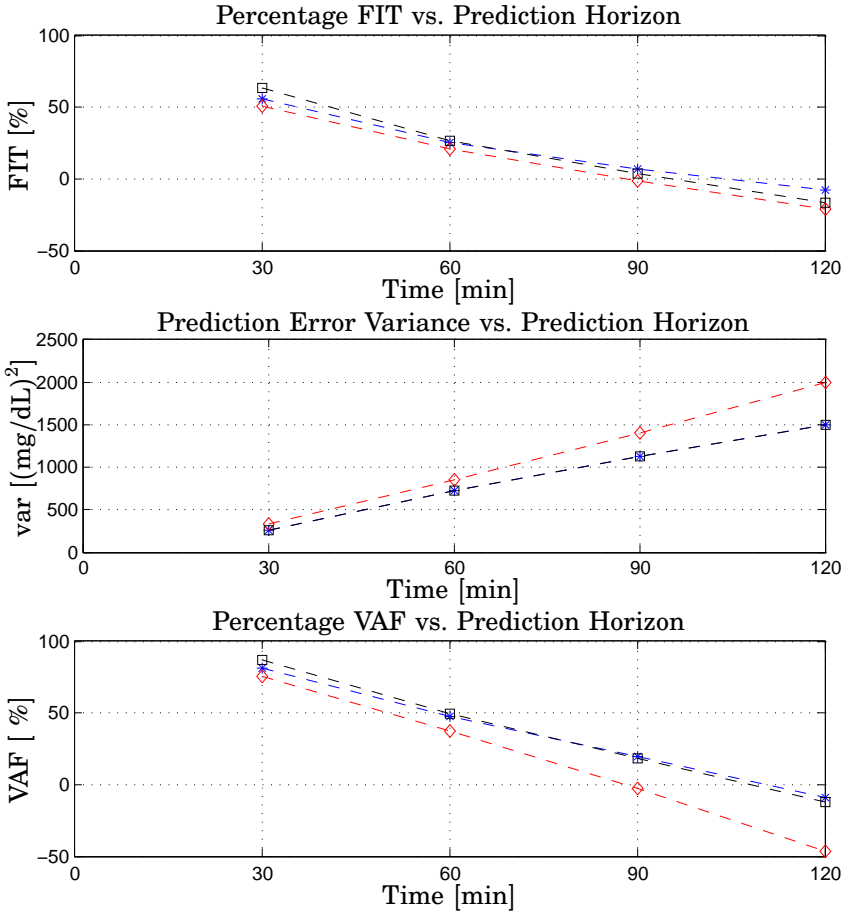 Percentage FIT vs. Prediction Horizon
100
50
0
−50
FIT [%]
0 30 60 90 120
Time [min]
Prediction Error Variance vs. Prediction Horizon
2500
2000
1500
1000
500
0
var [(mg/dL)²]
0 30 60 90 120
Time [min]
Percentage VAF vs. Prediction Horizon
100
50
0
−50
VAF [ %]
0 30 60 90 120
Time [min]